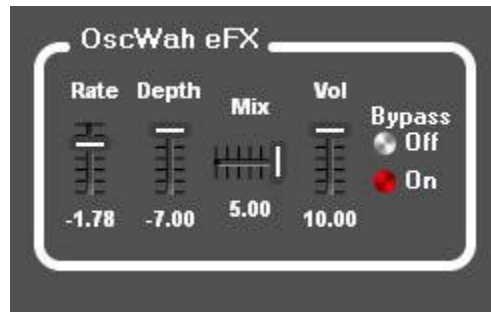 OscWah eFX
Rate Depth Mix Vol
Bypass
Off
On
-1.78 -7.00 5.00 10.00